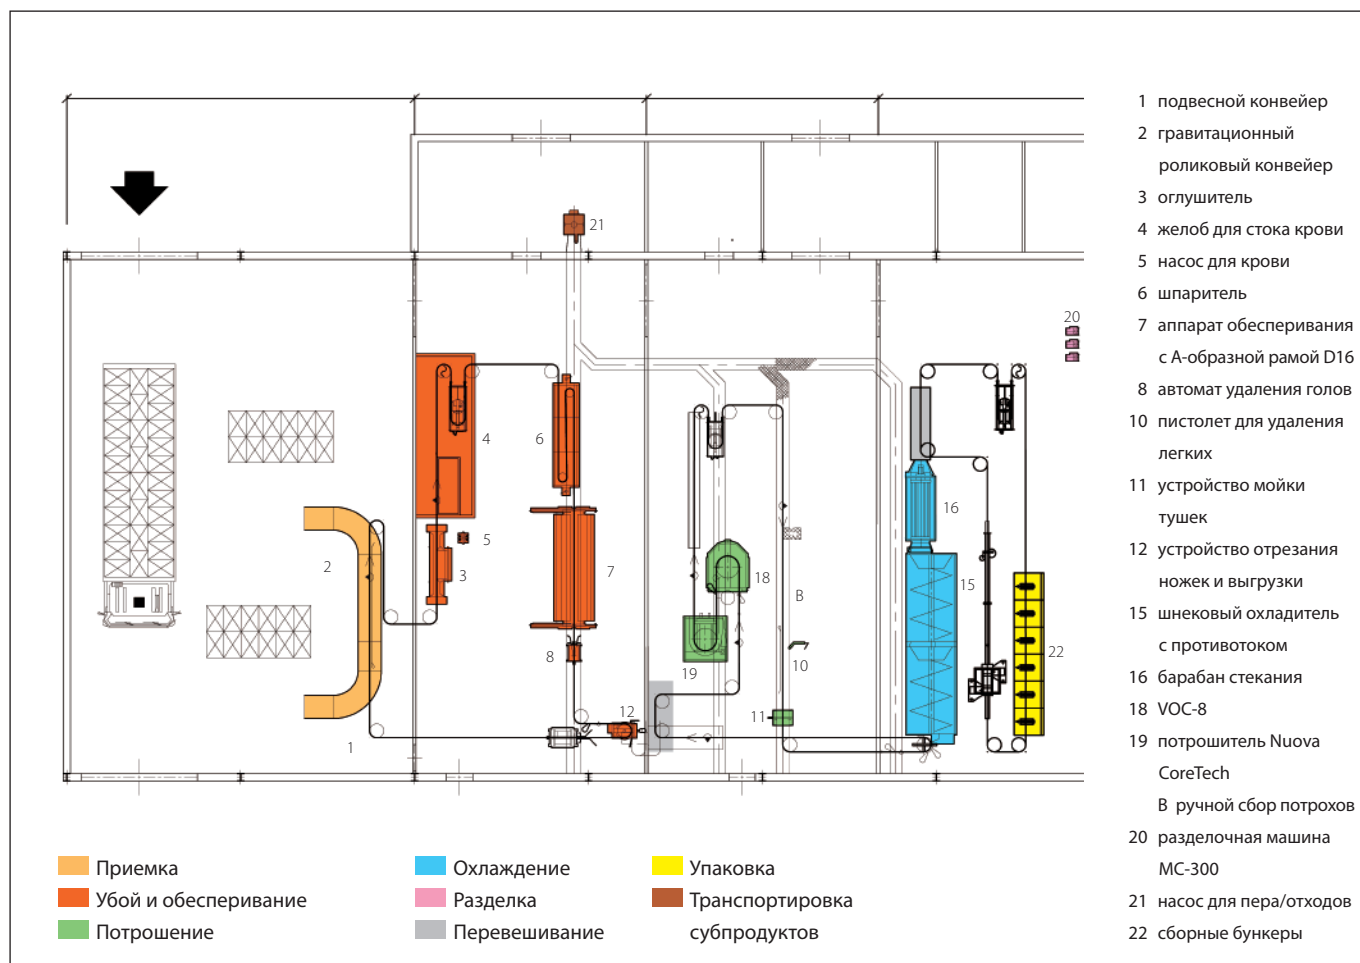 1 подвесной конвейер
2 гравитационный
роликовый конвейер
3 оглушитель
4 желоб для стока крови
5 насос для крови
6 шпаритель
7 аппарат обесперивания
с А-образной рамой D16
8 автомат удаления голов
10 пистолет для удаления
легких
11 устройство мойки
тушек
12 устройство отрезания
ножек и выгрузки
15 шнековый охладитель
с противотоком
16 барабан стекания
18 VOC-8
19 потрошитель Nuova
CoreTech
В ручной сбор потрохов
20 разделочная машина
МС-300
21 насос для пера/отходов
22 сборные бункеры
21
20
4
6
16
5
2
3
7
18
15
В
8
19
10
22
12
11
1
Приемка
Убой и обесперивание
Потрошение
Охлаждение
Разделка
Перевешивание
Упаковка
Транспортировка
субпродуктов